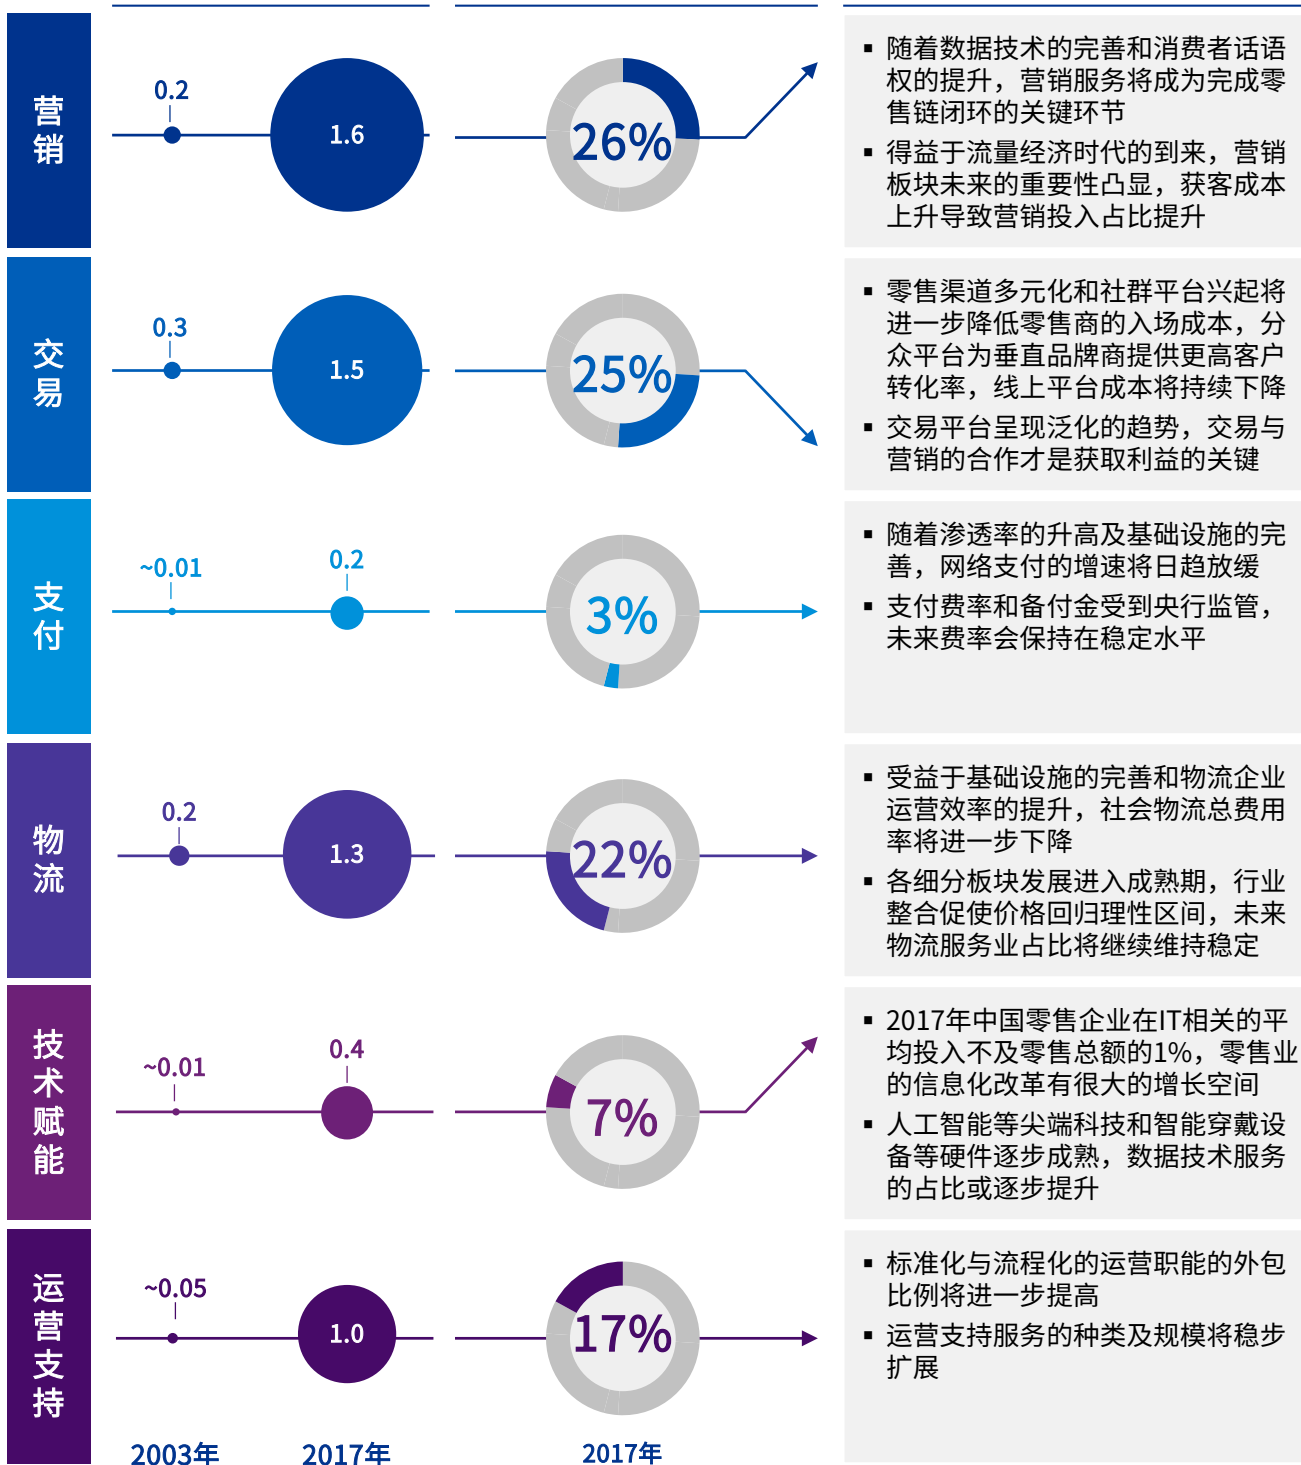 营
销
0.2
1.6
26%
随着数据技术的完善和消费者话语
权的提升，营销服务将成为完成零
售链闭环的关键环节
得益于流量经济时代的到来，营销
板块未来的重要性凸显，获客成本
上升导致营销投入占比提升
交
易
0.3
1.5
25%
零售渠道多元化和社群平台兴起将
进一步降低零售商的入场成本，分
众平台为垂直品牌商提供更高客户
转化率，线上平台成本将持续下降
交易平台呈现泛化的趋势，交易与
营销的合作才是获取利益的关键
支
付
~0.01
0.2
3%
随着渗透率的升高及基础设施的完
善，网络支付的增速将日趋放缓
支付费率和备付金受到央行监管，
未来费率会保持在稳定水平
物
流
0.2
1.3
22%
受益于基础设施的完善和物流企业
运营效率的提升，社会物流总费用
率将进一步下降
各细分板块发展进入成熟期，行业
整合促使价格回归理性区间，未来
物流服务业占比将继续维持稳定
技
术
赋
能
~0.01
0.4
7%
2017年中国零售企业在IT相关的平
均投入不及零售总额的1%，零售业
的信息化改革有很大的增长空间
人工智能等尖端科技和智能穿戴设
备等硬件逐步成熟，数据技术服务
的占比或逐步提升
运
营
支
持
~0.05
1.0
17%
标准化与流程化的运营职能的外包
比例将进一步提高
运营支持服务的种类及规模将稳步
扩展
2003年
2017年
2017年